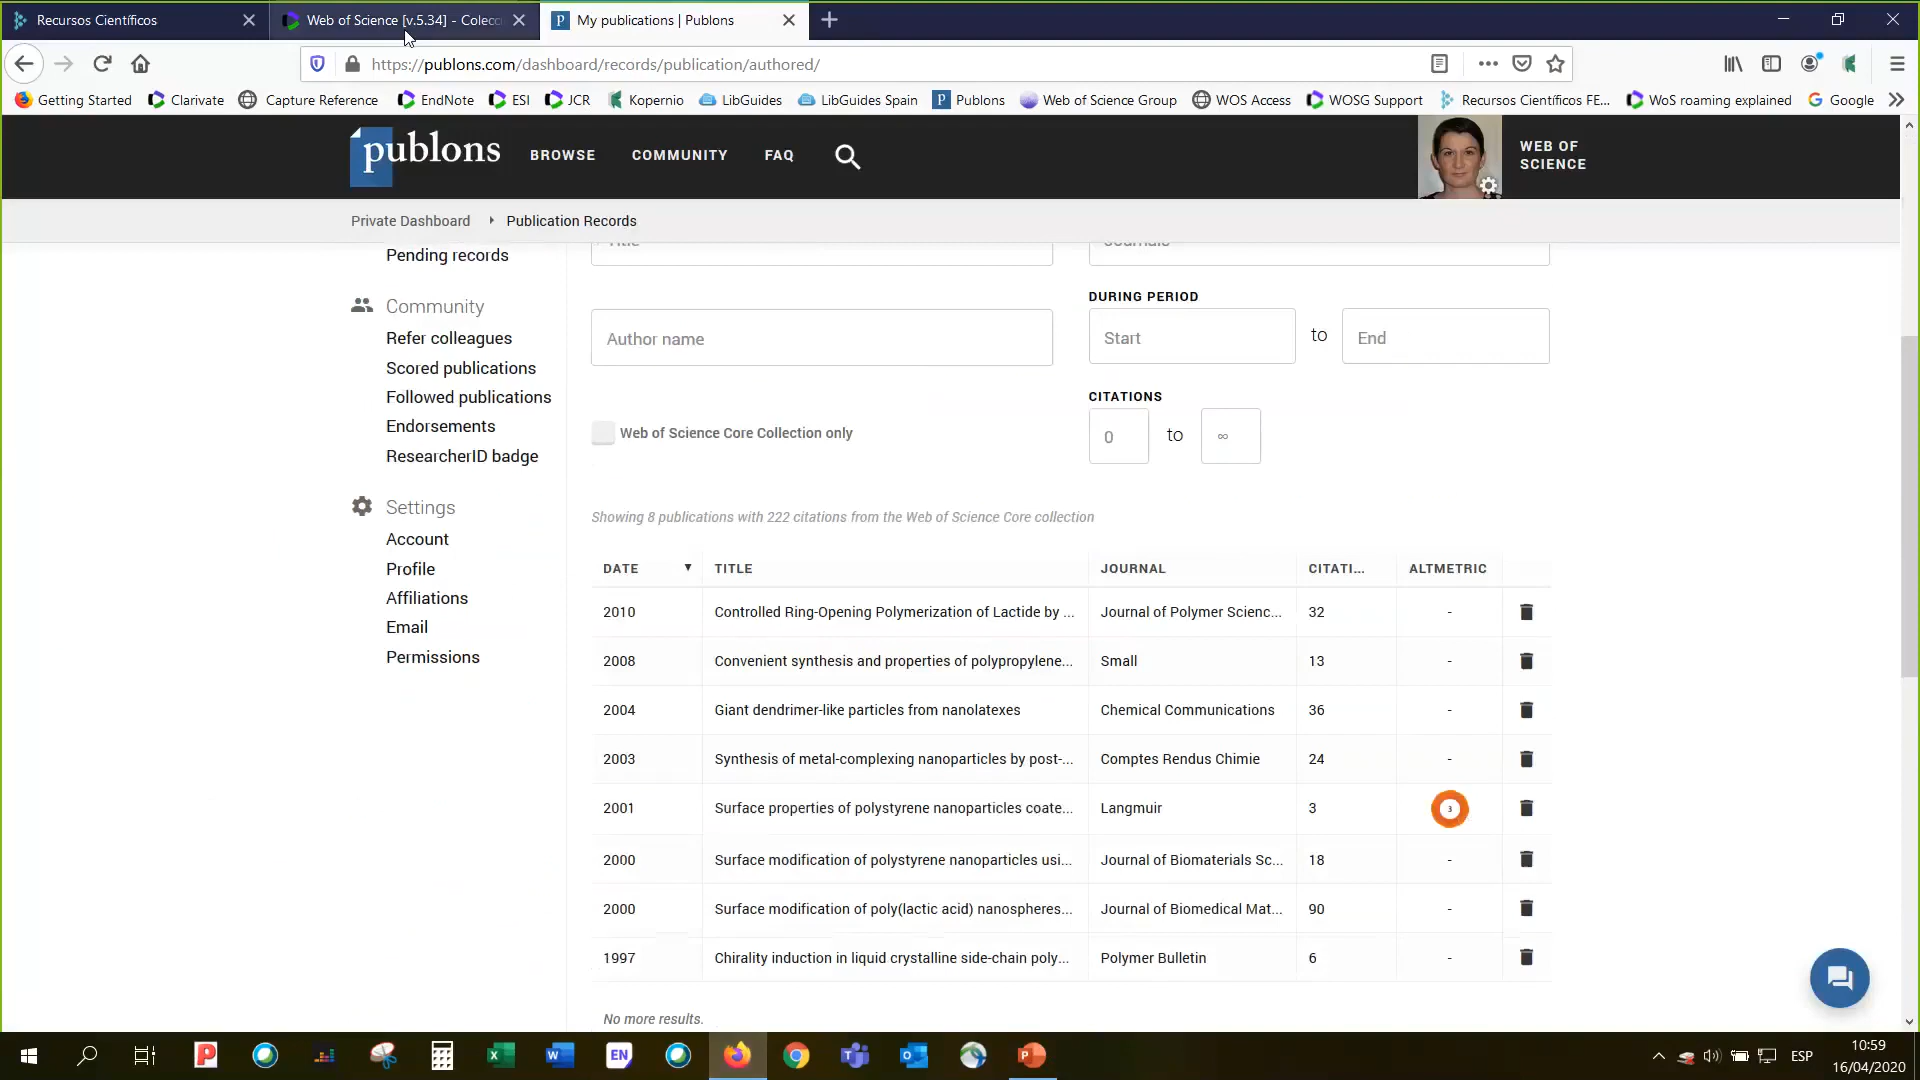 Recursos Científicos
Web of Science [v.5.34] - Colecc
My publications | Publons
https://publons.com/dashboard/records/publication/authored/
Getting Started
Clarivate
Capture Reference
EndNote
ESI
JCR
Kopernio
LibGuides
LibGuides Spain
Publons
Web of Science Group
WOS Access
WOSG Support
Recursos Científicos FE...
WoS roaming explained
Google
publons
BROWSE
COMMUNITY
FAQ
WEB OF
SCIENCE
Private Dashboard
Publication Records
Pending records
Community
Refer colleagues
Scored publications
Followed publications
Endorsements
ResearcherID badge
Settings
Account
Profile
Affiliations
Email
Permissions
Title
Journals
DURING PERIOD
Author name
Start to End
CITATIONS
Web of Science Core Collection only
0 to ∞
Showing 8 publications with 222 citations from the Web of Science Core collection
DATE ▼ TITLE JOURNAL CITATI... ALTMETRIC
2010 Controlled Ring-Opening Polymerization of Lactide by ... Journal of Polymer Scienc... 32 -
2008 Convenient synthesis and properties of polypropylene... Small 13 -
2004 Giant dendrimer-like particles from nanolatexes Chemical Communications 36 -
2003 Synthesis of metal-complexing nanoparticles by post-... Comptes Rendus Chimie 24 -
2001 Surface properties of polystyrene nanoparticles coate... Langmuir 3 3
2000 Surface modification of polystyrene nanoparticles usi... Journal of Biomaterials Sc... 18 -
2000 Surface modification of poly(lactic acid) nanospheres... Journal of Biomedical Mat... 90 -
1997 Chirality induction in liquid crystalline side-chain poly... Polymer Bulletin 6 -
No more results.
EN
ESP
10:59
16/04/2020